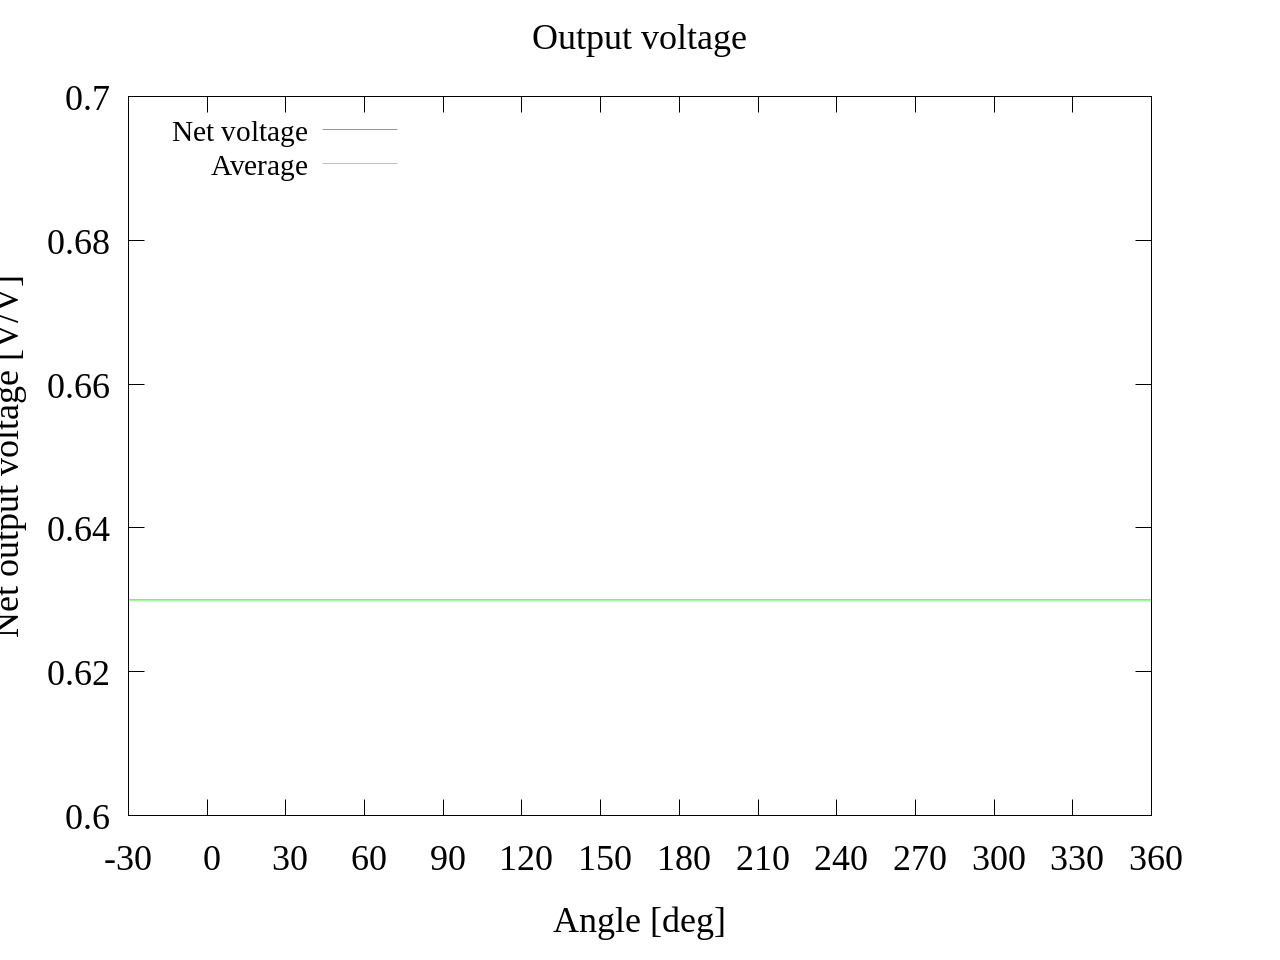 Output voltage
0.7
0.68
0.66
0.64
0.62
0.6
Net output voltage [V/V]
Net voltage
Average
-30 0 30 60 90 120 150 180 210 240 270 300 330 360
Angle [deg]